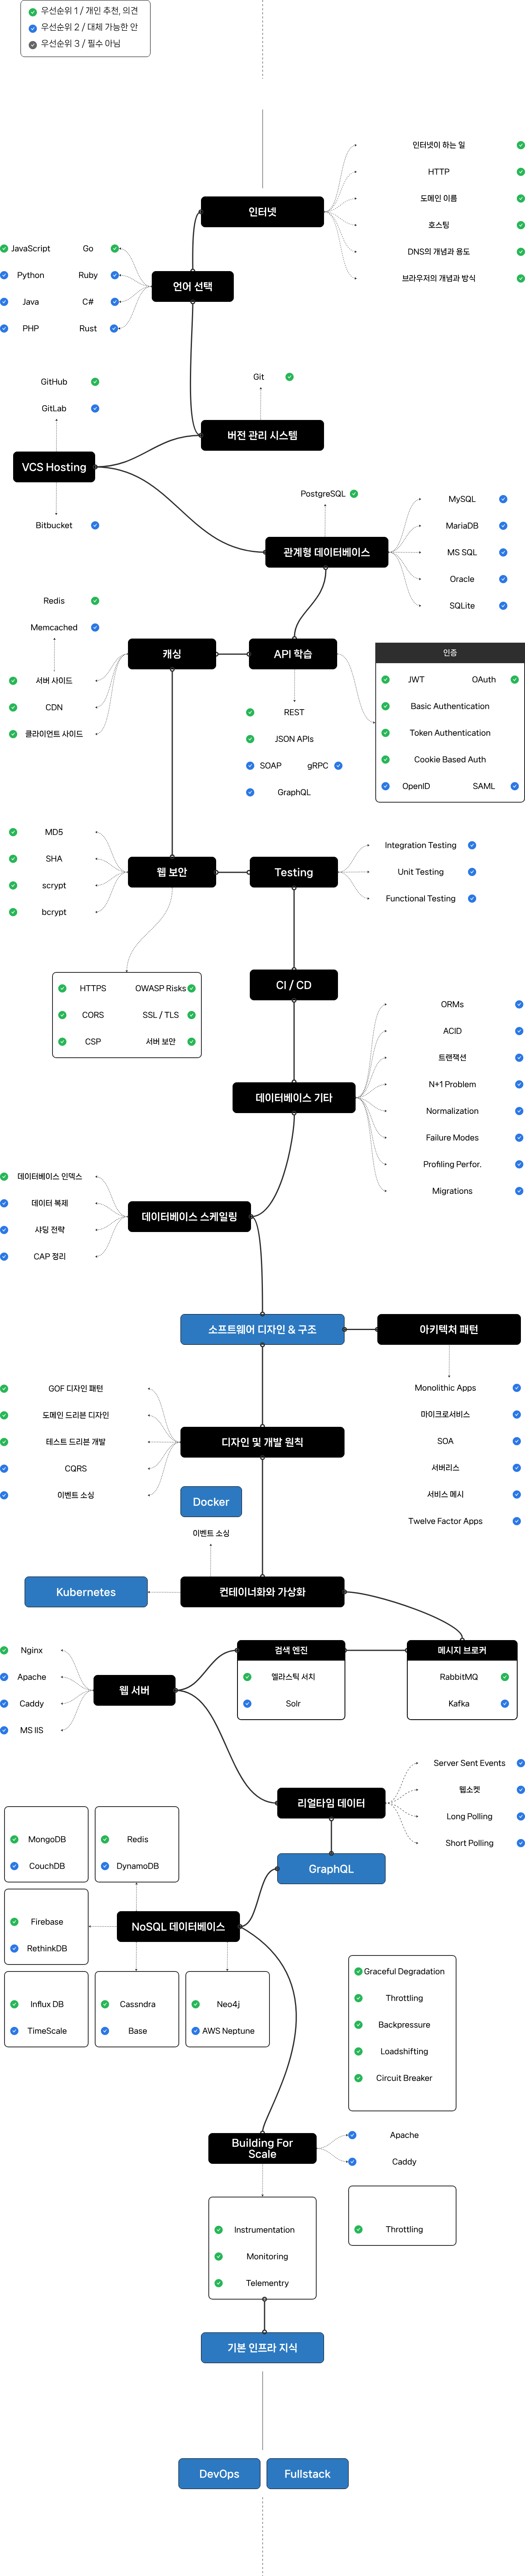 우선순위 1 / 개인 추천, 의견
우선순위 2 / 대체 가능한 안
우선순위 3 / 필수 아님
인터넷
인터넷이 하는 일
HTTP
도메인 이름
호스팅
DNS의 개념과 용도
브라우저의 개념과 방식
언어 선택
JavaScript
Go
Python
Ruby
Java
C#
PHP
Rust
Git
버전 관리 시스템
GitHub
GitLab
VCS Hosting
Bitbucket
PostgreSQL
관계형 데이터베이스
MySQL
MariaDB
MS SQL
Oracle
SQLite
API 학습
캐싱
Redis
Memcached
서버 사이드
CDN
클라이언트 사이드
REST
JSON APIs
SOAP
gRPC
GraphQL
인증
JWT
OAuth
Basic Authentication
Token Authentication
Cookie Based Auth
OpenID
SAML
웹 보안
MD5
SHA
scrypt
bcrypt
HTTPS
OWASP Risks
CORS
SSL / TLS
CSP
서버 보안
Testing
Integration Testing
Unit Testing
Functional Testing
CI / CD
데이터베이스 기타
ORMs
ACID
트랜잭션
N+1 Problem
Normalization
Failure Modes
Profiling Perfor.
Migrations
데이터베이스 스케일링
데이터베이스 인덱스
데이터 복제
샤딩 전략
CAP 정리
소프트웨어 디자인 & 구조
아키텍처 패턴
Monolithic Apps
마이크로서비스
SOA
서버리스
서비스 메시
Twelve Factor Apps
디자인 및 개발 원칙
GOF 디자인 패턴
도메인 드리븐 디자인
테스트 드리븐 개발
CQRS
이벤트 소싱
Docker
이벤트 소싱
Kubernetes
컨테이너화와 가상화
검색 엔진
엘라스틱 서치
Solr
메시지 브로커
RabbitMQ
Kafka
웹 서버
Nginx
Apache
Caddy
MS IIS
리얼타임 데이터
Server Sent Events
웹소켓
Long Polling
Short Polling
GraphQL
NoSQL 데이터베이스
MongoDB
CouchDB
Redis
DynamoDB
Firebase
RethinkDB
Influx DB
TimeScale
Cassndra
Base
Neo4j
AWS Neptune
Graceful Degradation
Throttling
Backpressure
Loadshifting
Circuit Breaker
Building For
Scale
Apache
Caddy
Throttling
Instrumentation
Monitoring
Telementry
기본 인프라 지식
DevOps
Fullstack